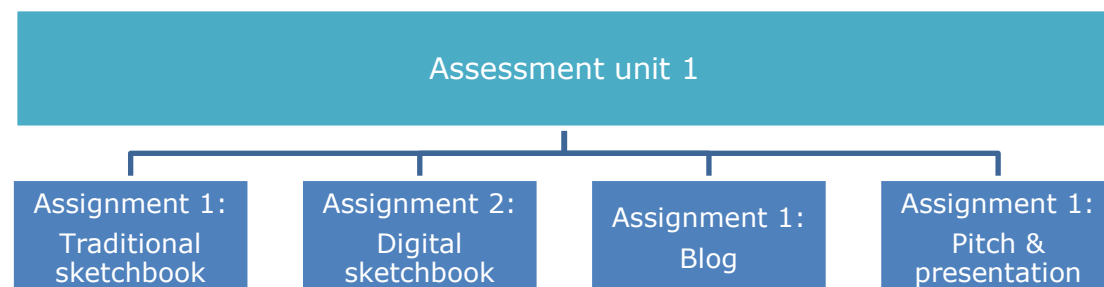 Assessment unit 1
Assignment 1:
Traditional
sketchbook
Assignment 2:
Digital
sketchbook
Assignment 1:
Blog
Assignment 1:
Pitch &
presentation